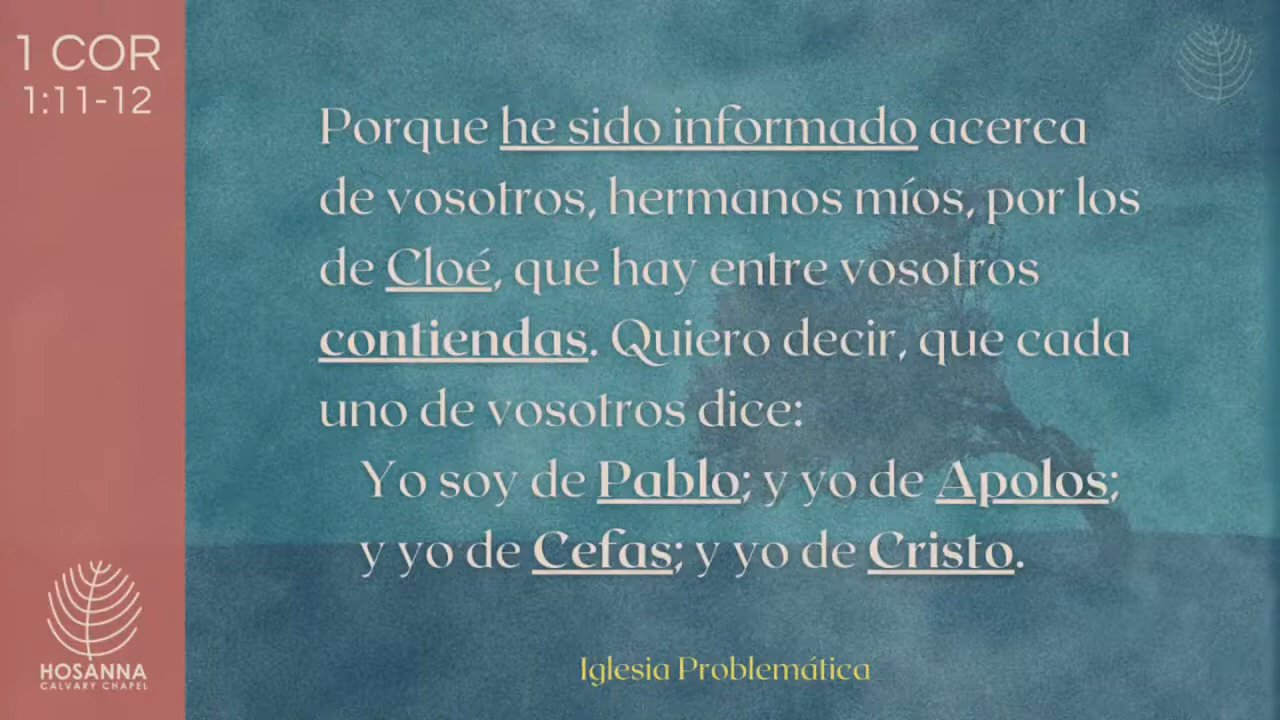 1 COR
1:11-12
Porque he sido informado acerca
de vosotros, hermanos míos, por los
de Cloé, que hay entre vosotros
contiendas. Quiero decir, que cada
uno de vosotros dice:
Yo soy de Pablo; y yo de Apolos;
y yo de Cefas; y yo de Cristo.
Iglesia Problemática
HOSANNA
CALVARY CHAPEL